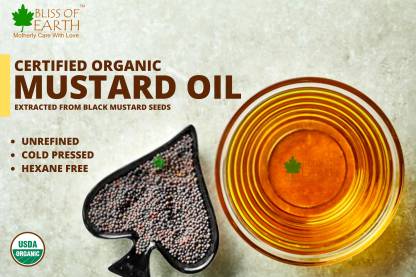 BLISS OF
EARTH
™
Motherly Care With Love
CERTIFIED ORGANIC
MUSTARD OIL
EXTRACTED FROM BLACK MUSTARD SEEDS
• UNREFINED
• COLD PRESSED
• HEXANE FREE
USDA
ORGANIC